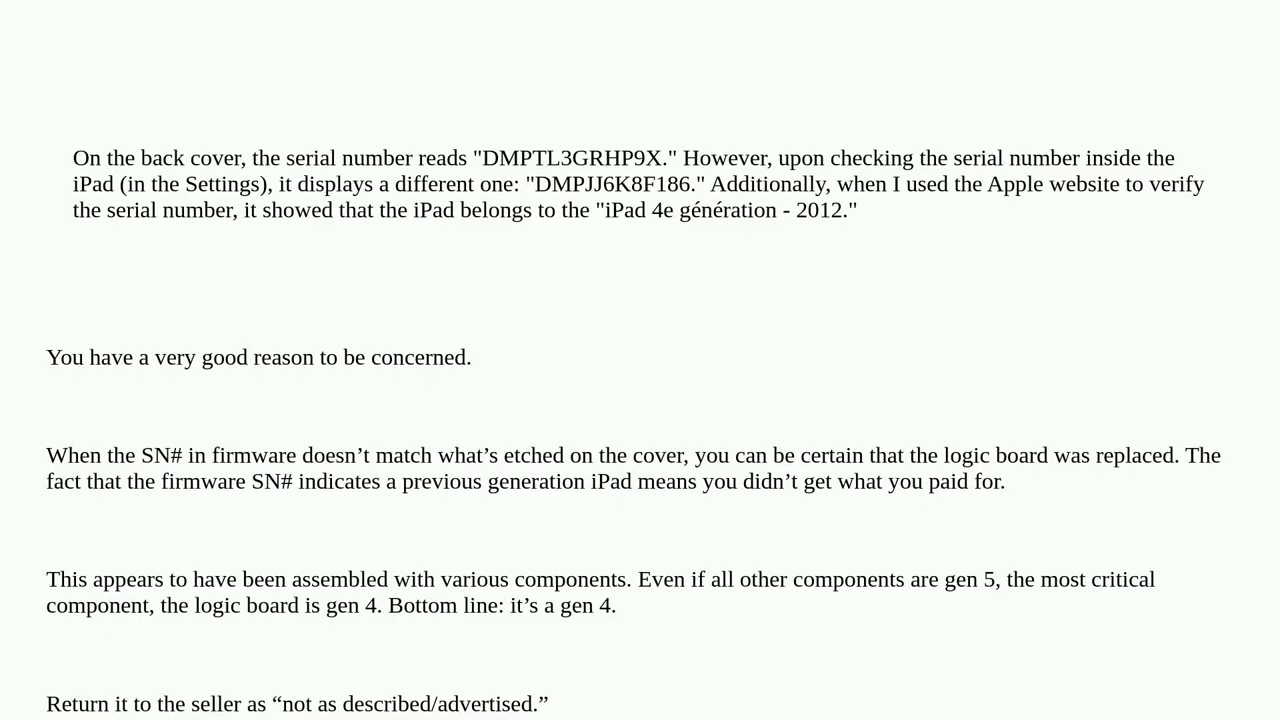 On the back cover, the serial number reads "DMPTL3GRHP9X." However, upon checking the serial number inside the
iPad (in the Settings), it displays a different one: "DMPJJ6K8F186." Additionally, when I used the Apple website to verify
the serial number, it showed that the iPad belongs to the "iPad 4e génération - 2012."
You have a very good reason to be concerned.
When the SN# in firmware doesn’t match what’s etched on the cover, you can be certain that the logic board was replaced. The
fact that the firmware SN# indicates a previous generation iPad means you didn’t get what you paid for.
This appears to have been assembled with various components. Even if all other components are gen 5, the most critical
component, the logic board is gen 4. Bottom line: it’s a gen 4.
Return it to the seller as “not as described/advertised.”